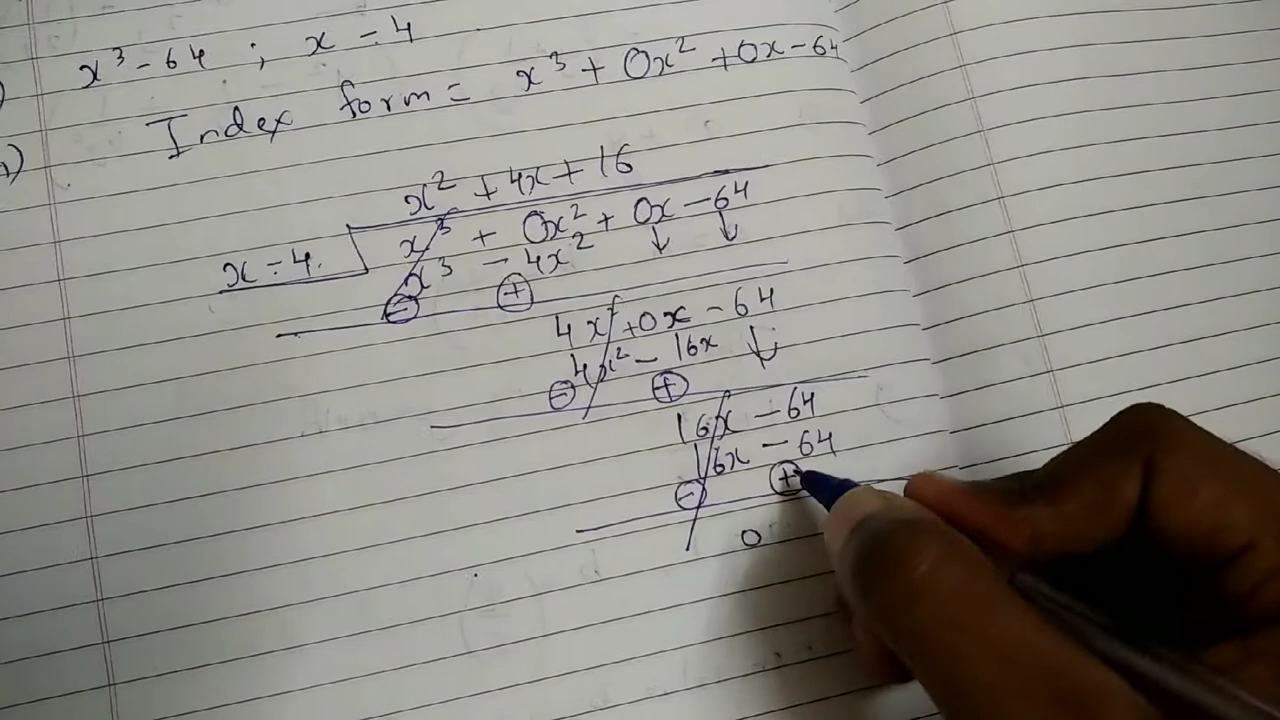 )
x³ - 64 ; x - 4
Index form = x³ + 0x² + 0x - 64
)
x² + 4x + 16
x - 4. x³ + 0x² + 0x - 64
x³ - 4x² ↓ ↓
⊖ ⊕
4x² + 0x - 64
4x² - 16x ↓
⊖ ⊕
16x - 64
16x - 64
⊖ ⊕
0